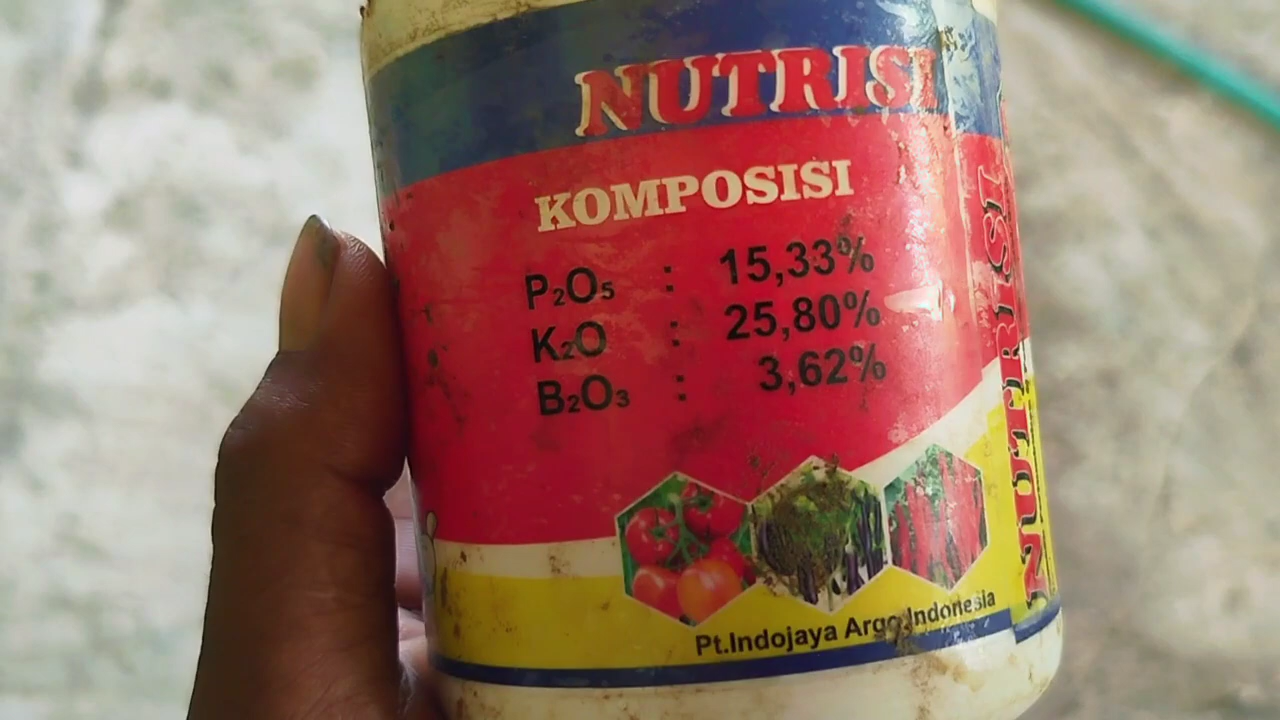 NUTRISI
KOMPOSISI
P₂O₅ : 15,33%
K₂O : 25,80%
B₂O₃ : 3,62%
Pt.Indojaya Argo Indonesia
NUTRISI